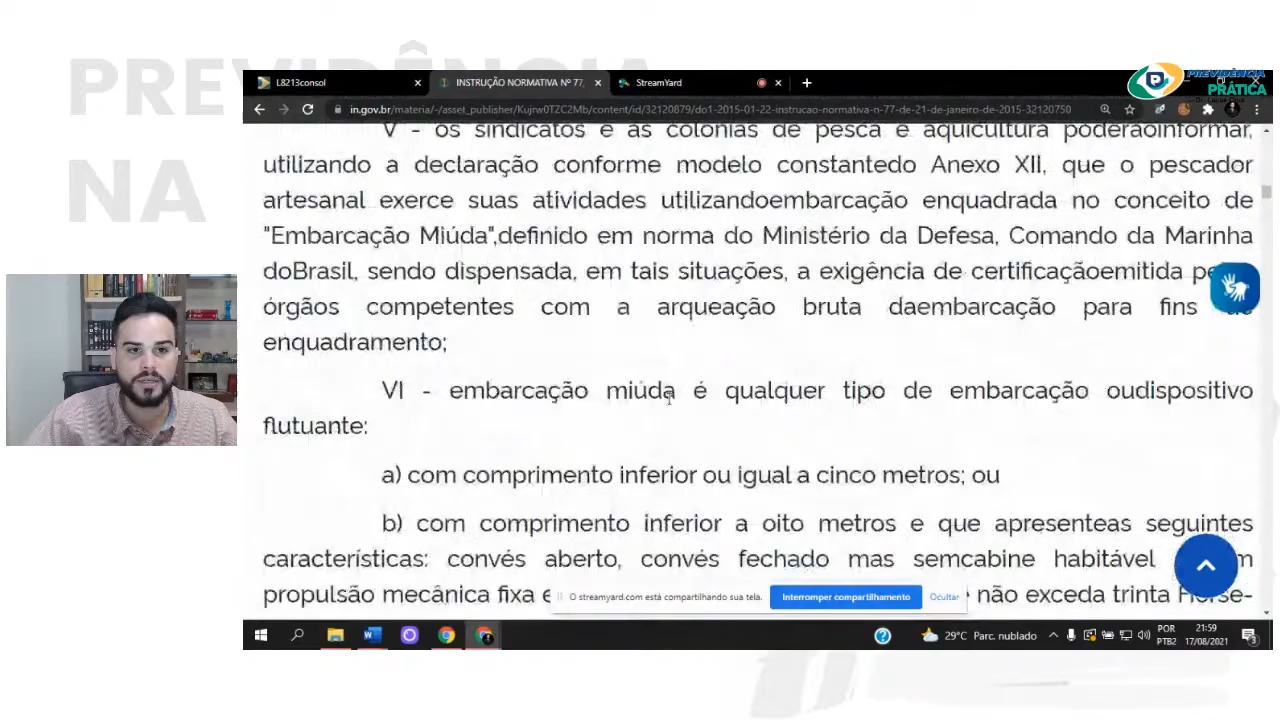 PREVIDÊNCIA
NA
PREVIDÊNCIA
PRÁTICA
L8213consol
INSTRUÇÃO NORMATIVA Nº 77,
StreamYard
in.gov.br/materia/-/asset_publisher/Kujrw0TZC2Mb/content/id/32120879/do1-2015-01-22-instrucao-normativa-n-77-de-21-de-janeiro-de-2015-32120750
V - os sindicatos e as colônias de pesca e aquicultura poderãoinformar,
utilizando a declaração conforme modelo constantedo Anexo XII, que o pescador
artesanal exerce suas atividades utilizandoembarcação enquadrada no conceito de
"Embarcação Miúda",definido em norma do Ministério da Defesa, Comando da Marinha
doBrasil, sendo dispensada, em tais situações, a exigência de certificaçãoemitida
órgãos competentes com a arqueação bruta daembarcação para fins
enquadramento;
VI - embarcação miúda é qualquer tipo de embarcação oudispositivo
flutuante:
a) com comprimento inferior ou igual a cinco metros; ou
b) com comprimento inferior a oito metros e que apresenteas seguintes
características: convés aberto, convés fechado mas semcabine habitável
propulsão mecânica fixa e não exceda trinta Horse-
O streamyard.com está compartilhando sua tela.
Interromper compartilhamento
Ocultar
29°C Parc. nublado
POR
PTB2
21:59
17/08/2021